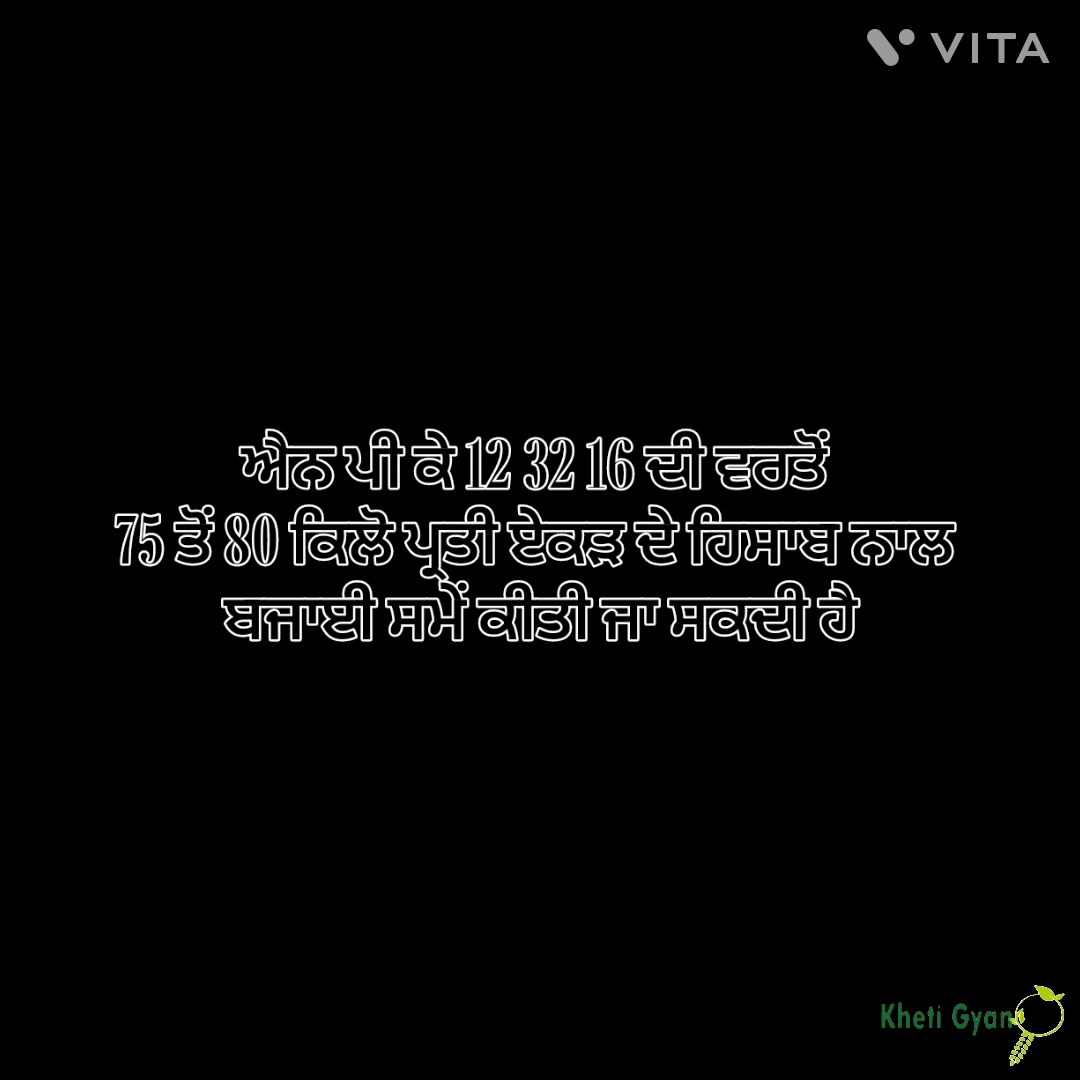 VITA
ਐਨ ਪੀ ਕੇ 12 32 16 ਦੀ ਵਰਤੋਂ
75 ਤੋਂ 80 ਕਿਲੋ ਪ੍ਰਤੀ ਏਕੜ ਦੇ ਹਿਸਾਬ ਨਾਲ
ਬਜਾਈ ਸਮੇਂ ਕੀਤੀ ਜਾ ਸਕਦੀ ਹੈ
Kheti Gyan